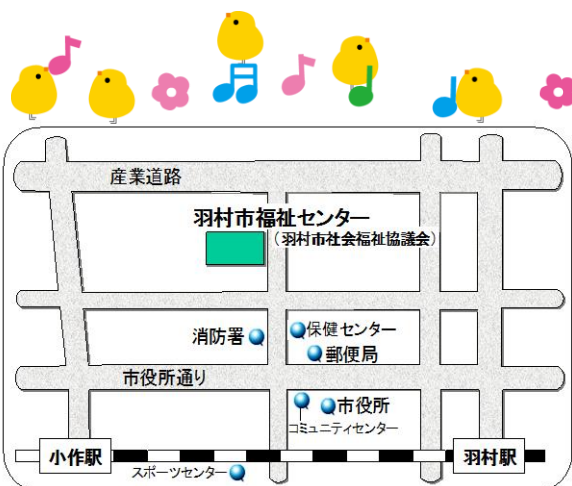 産業道路
羽村市福祉センター
（羽村市社会福祉協議会）
消防署
保健センター
郵便局
市役所通り
市役所
コミュニティセンター
小作駅
羽村駅
スポーツセンター